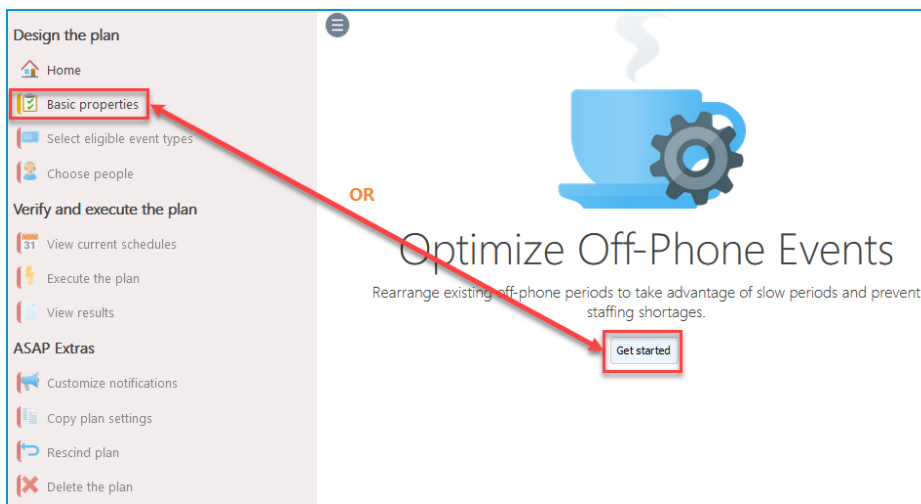 Design the plan
Home
Basic properties
Select eligible event types
Choose people
Verify and execute the plan
31 View current schedules
Execute the plan
View results
ASAP Extras
Customize notifications
Copy plan settings
Rescind plan
Delete the plan
OR
Optimize Off-Phone Events
Rearrange existing off-phone periods to take advantage of slow periods and prevent
staffing shortages.
Get started